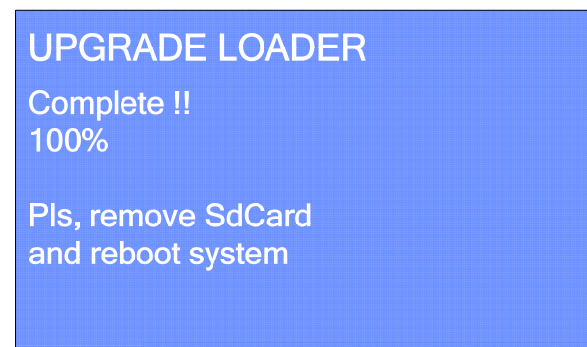 UPGRADE LOADER
Complete !!
100%
Pls, remove SdCard
and reboot system